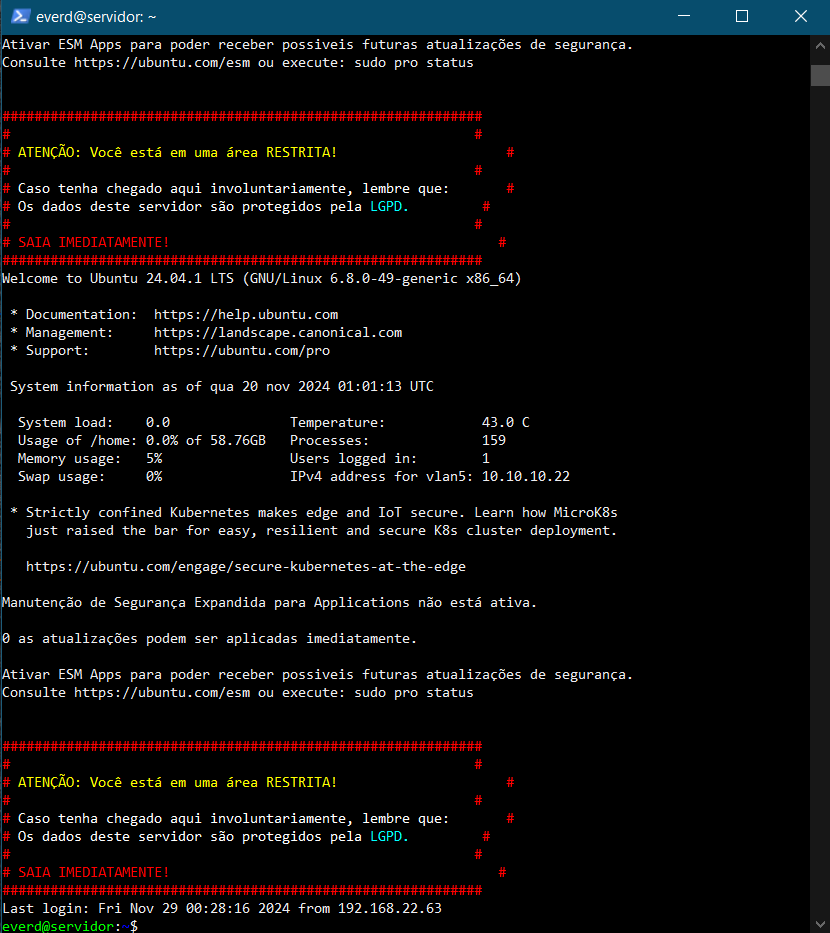 everd@servidor: ~
Ativar ESM Apps para poder receber possiveis futuras atualizações de segurança.
Consulte https://ubuntu.com/esm ou execute: sudo pro status
############################################################
#                                                          #
# ATENÇÃO: Você está em uma área RESTRITA!                     #
#                                                          #
# Caso tenha chegado aqui involuntariamente, lembre que:       #
# Os dados deste servidor são protegidos pela LGPD.         #
#                                                          #
# SAIA IMEDIATAMENTE!                                         #
############################################################
Welcome to Ubuntu 24.04.1 LTS (GNU/Linux 6.8.0-49-generic x86_64)
* Documentation:  https://help.ubuntu.com
* Management:     https://landscape.canonical.com
* Support:        https://ubuntu.com/pro
System information as of qua 20 nov 2024 01:01:13 UTC
System load:    0.0               Temperature:            43.0 C
Usage of /home: 0.0% of 58.76GB   Processes:              159
Memory usage:   5%                Users logged in:        1
Swap usage:     0%                IPv4 address for vlan5: 10.10.10.22
* Strictly confined Kubernetes makes edge and IoT secure. Learn how MicroK8s
just raised the bar for easy, resilient and secure K8s cluster deployment.
https://ubuntu.com/engage/secure-kubernetes-at-the-edge
Manutenção de Segurança Expandida para Applications não está ativa.
0 as atualizações podem ser aplicadas imediatamente.
Ativar ESM Apps para poder receber possiveis futuras atualizações de segurança.
Consulte https://ubuntu.com/esm ou execute: sudo pro status
############################################################
#                                                          #
# ATENÇÃO: Você está em uma área RESTRITA!                     #
#                                                          #
# Caso tenha chegado aqui involuntariamente, lembre que:       #
# Os dados deste servidor são protegidos pela LGPD.         #
#                                                          #
# SAIA IMEDIATAMENTE!                                         #
############################################################
Last login: Fri Nov 29 00:28:16 2024 from 192.168.22.63
everd@servidor:~$